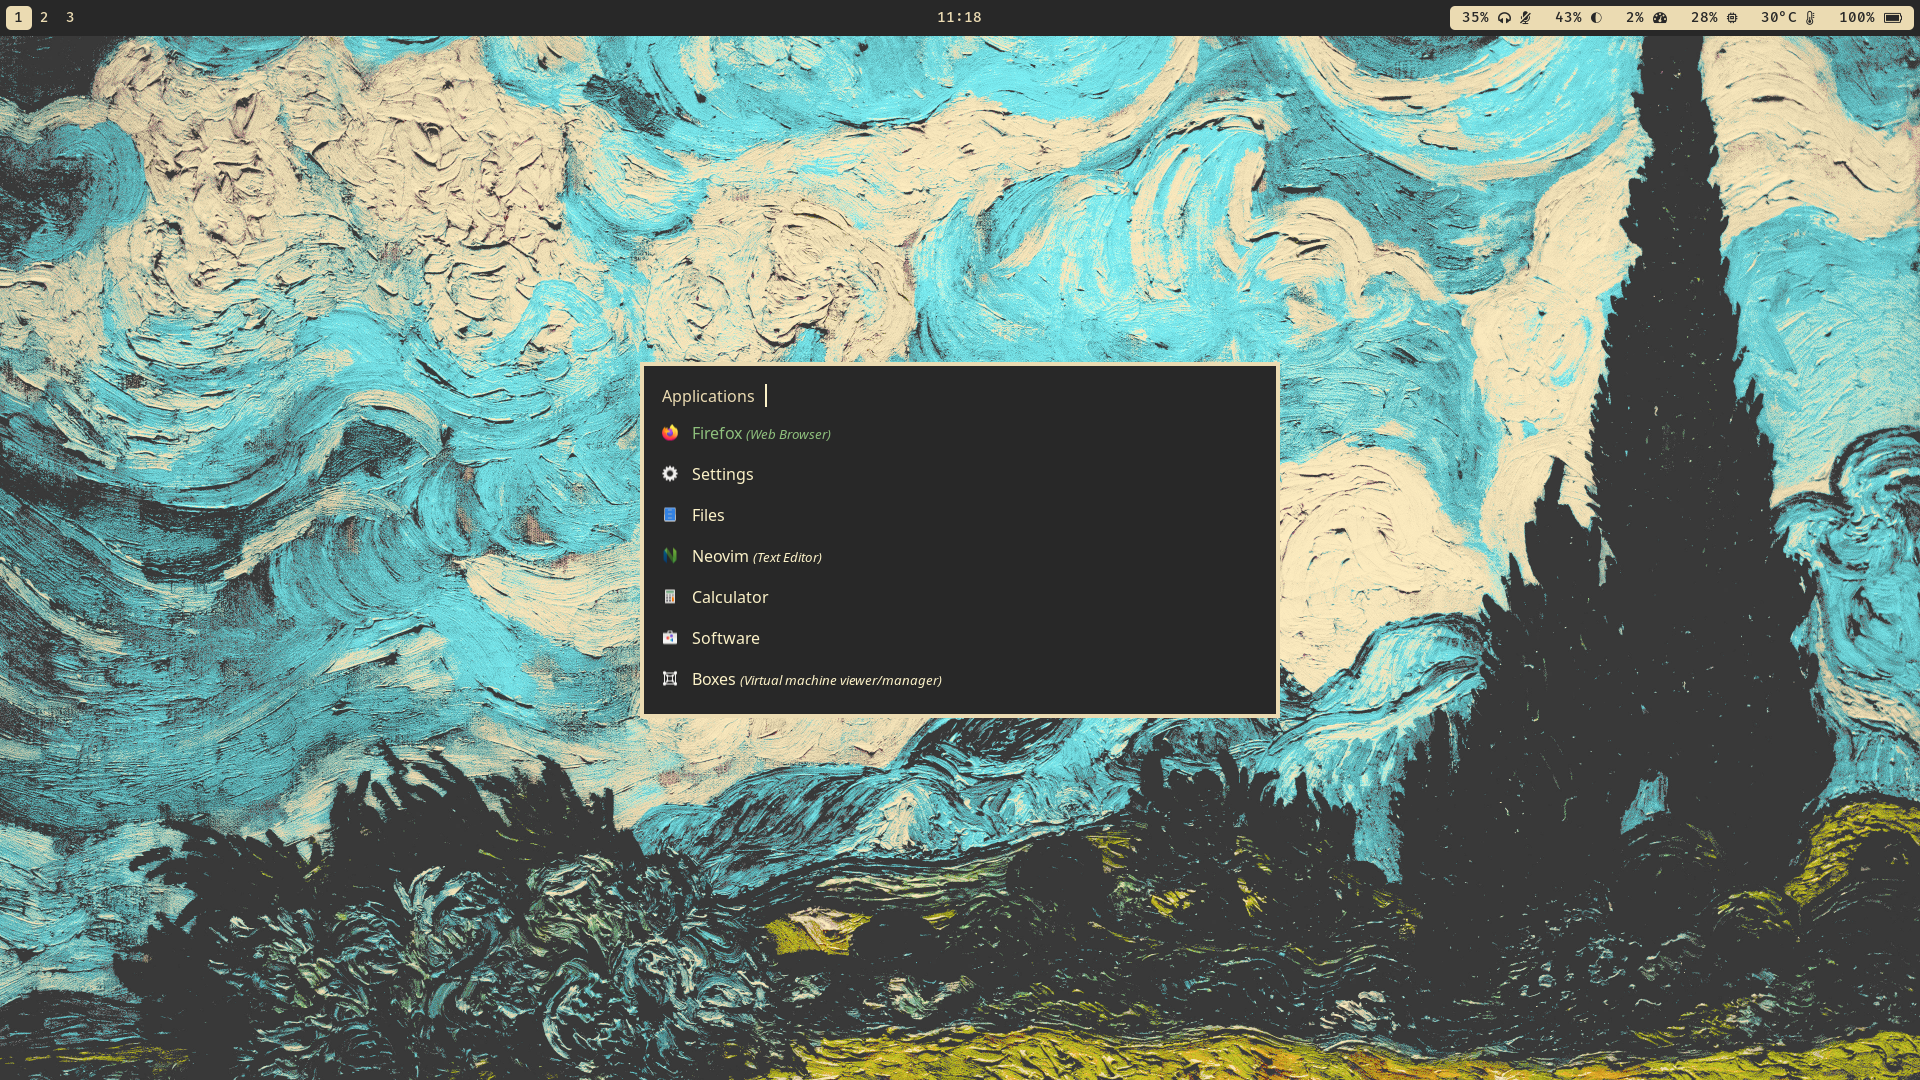 1 2 3 11:18 35% 43% 2% 28% 30°C 100%
Applications
Firefox (Web Browser)
Settings
Files
Neovim (Text Editor)
Calculator
Software
Boxes (Virtual machine viewer/manager)